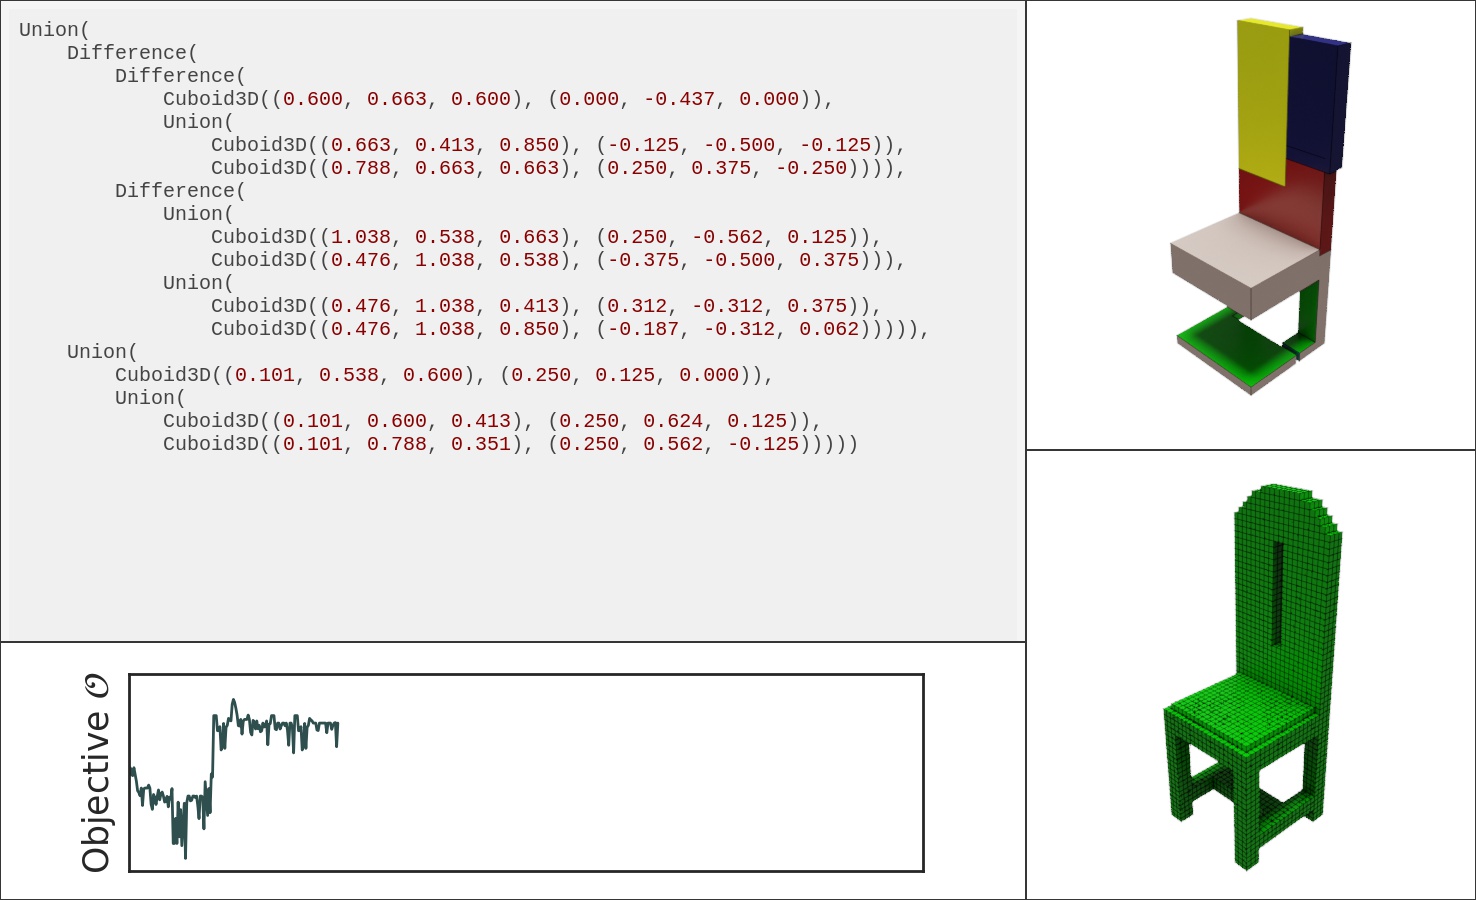 Union(
    Difference(
        Difference(
            Cuboid3D((0.600, 0.663, 0.600), (0.000, -0.437, 0.000)),
            Union(
                Cuboid3D((0.663, 0.413, 0.850), (-0.125, -0.500, -0.125)),
                Cuboid3D((0.788, 0.663, 0.663), (0.250, 0.375, -0.250)))),
        Difference(
            Union(
                Cuboid3D((1.038, 0.538, 0.663), (0.250, -0.562, 0.125)),
                Cuboid3D((0.476, 1.038, 0.538), (-0.375, -0.500, 0.375))),
            Union(
                Cuboid3D((0.476, 1.038, 0.413), (0.312, -0.312, 0.375)),
                Cuboid3D((0.476, 1.038, 0.850), (-0.187, -0.312, 0.062))))),
    Union(
        Cuboid3D((0.101, 0.538, 0.600), (0.250, 0.125, 0.000)),
        Union(
            Cuboid3D((0.101, 0.600, 0.413), (0.250, 0.624, 0.125)),
            Cuboid3D((0.101, 0.788, 0.351), (0.250, 0.562, -0.125)))))
Objective 𝒪